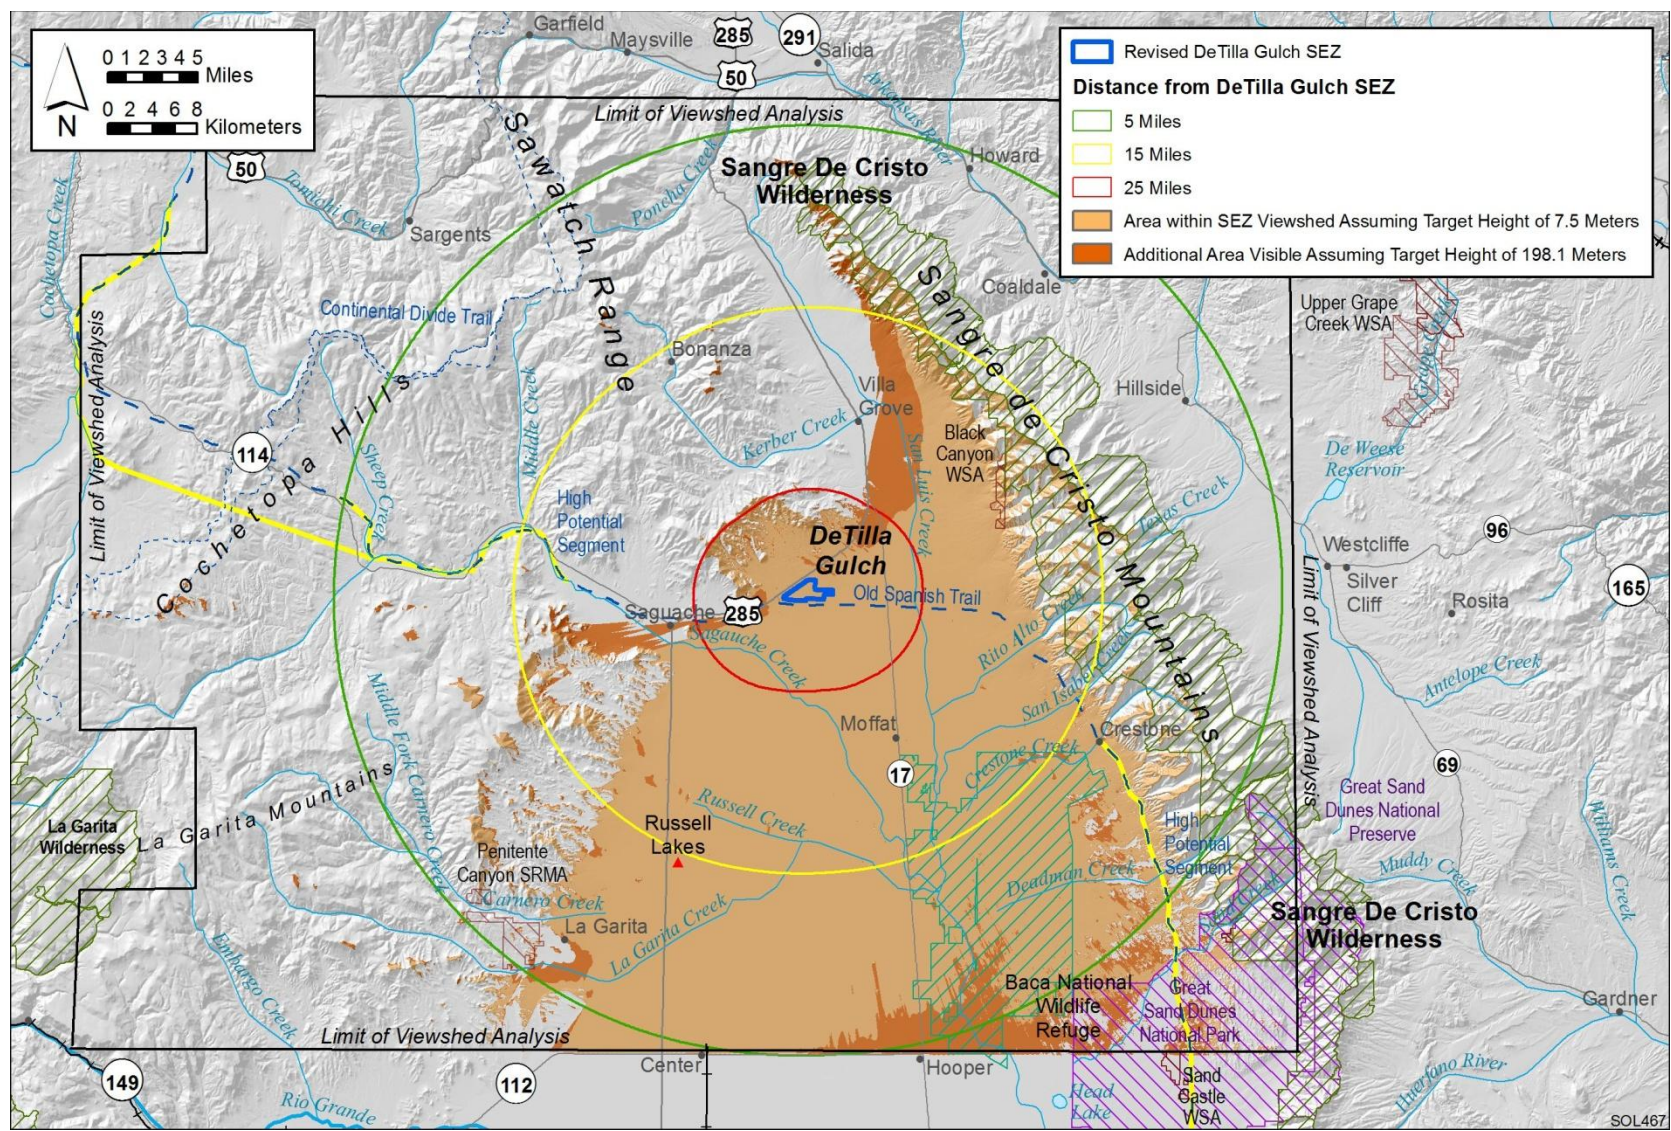 0 1 2 3 4 5
Miles
0 2 4 6 8
Kilometers
N
Revised DeTilla Gulch SEZ
Distance from DeTilla Gulch SEZ
5 Miles
15 Miles
25 Miles
Area within SEZ Viewshed Assuming Target Height of 7.5 Meters
Additional Area Visible Assuming Target Height of 198.1 Meters
Garfield
Maysville
285
50
291
Salida
Arkansas River
Limit of Viewshed Analysis
50
Tomichi Creek
Cochetopa Creek
Sargents
Sawatch Range
Poncha Creek
Sangre De Cristo
Wilderness
Howard
Coaldale
Sangre de Cristo Mountains
Upper Grape
Creek WSA
Grape Creek
Continental Divide Trail
Limit of Viewshed Analysis
Bonanza
Villa
Grove
Hillside
Middle Creek
Kerber Creek
San Luis Creek
Black
Canyon
WSA
De Weese
Reservoir
114
Cochetopa Hills
Sheep Creek
High
Potential
Segment
Texas Creek
96
DeTilla
Gulch
Westcliffe
Silver
Cliff
165
Rosita
Limit of Viewshed Analysis
Saguache
285
Old Spanish Trail
Sagauche Creek
Rito Alto Creek
San Isabel Creek
Antelope Creek
Middle Fork Carnero Creek
Moffat
Crestone
17
Crestone Creek
69
La Garita Mountains
La Garita
Wilderness
Russell Creek
Russell
Lakes
Great Sand
Dunes National
Preserve
Williams Creek
High
Potential
Segment
Penitente
Canyon SRMA
Carnero Creek
Deadman Creek
Muddy Creek
Sangre De Cristo
Wilderness
La Garita
La Garita Creek
Embargo Creek
Baca National
Wildlife
Refuge
Great
Sand Dunes
National Park
Gardner
Limit of Viewshed Analysis
Center
Hooper
149
112
Rio Grande
Head
Lake
Sand
Castle
WSA
Huerfano River
SOL467